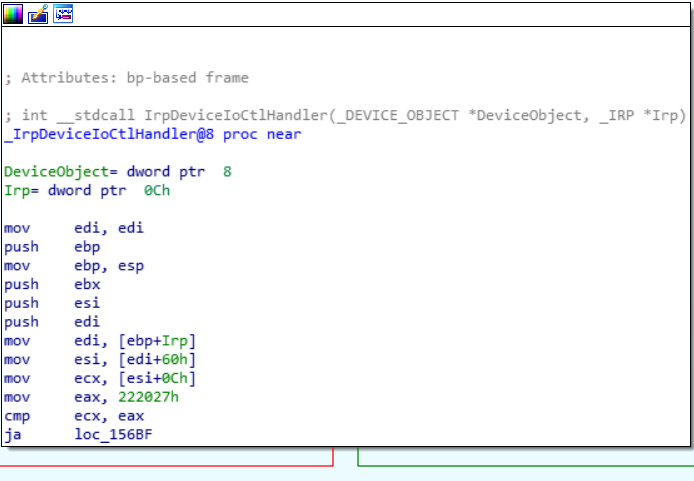 ; Attributes: bp-based frame
; int __stdcall IrpDeviceIoCtlHandler(_DEVICE_OBJECT *DeviceObject, _IRP *Irp)
_IrpDeviceIoCtlHandler@8 proc near
DeviceObject= dword ptr  8
Irp= dword ptr  0Ch
mov     edi, edi
push    ebp
mov     ebp, esp
push    ebx
push    esi
push    edi
mov     edi, [ebp+Irp]
mov     esi, [edi+60h]
mov     ecx, [esi+0Ch]
mov     eax, 222027h
cmp     ecx, eax
ja      loc_156BF